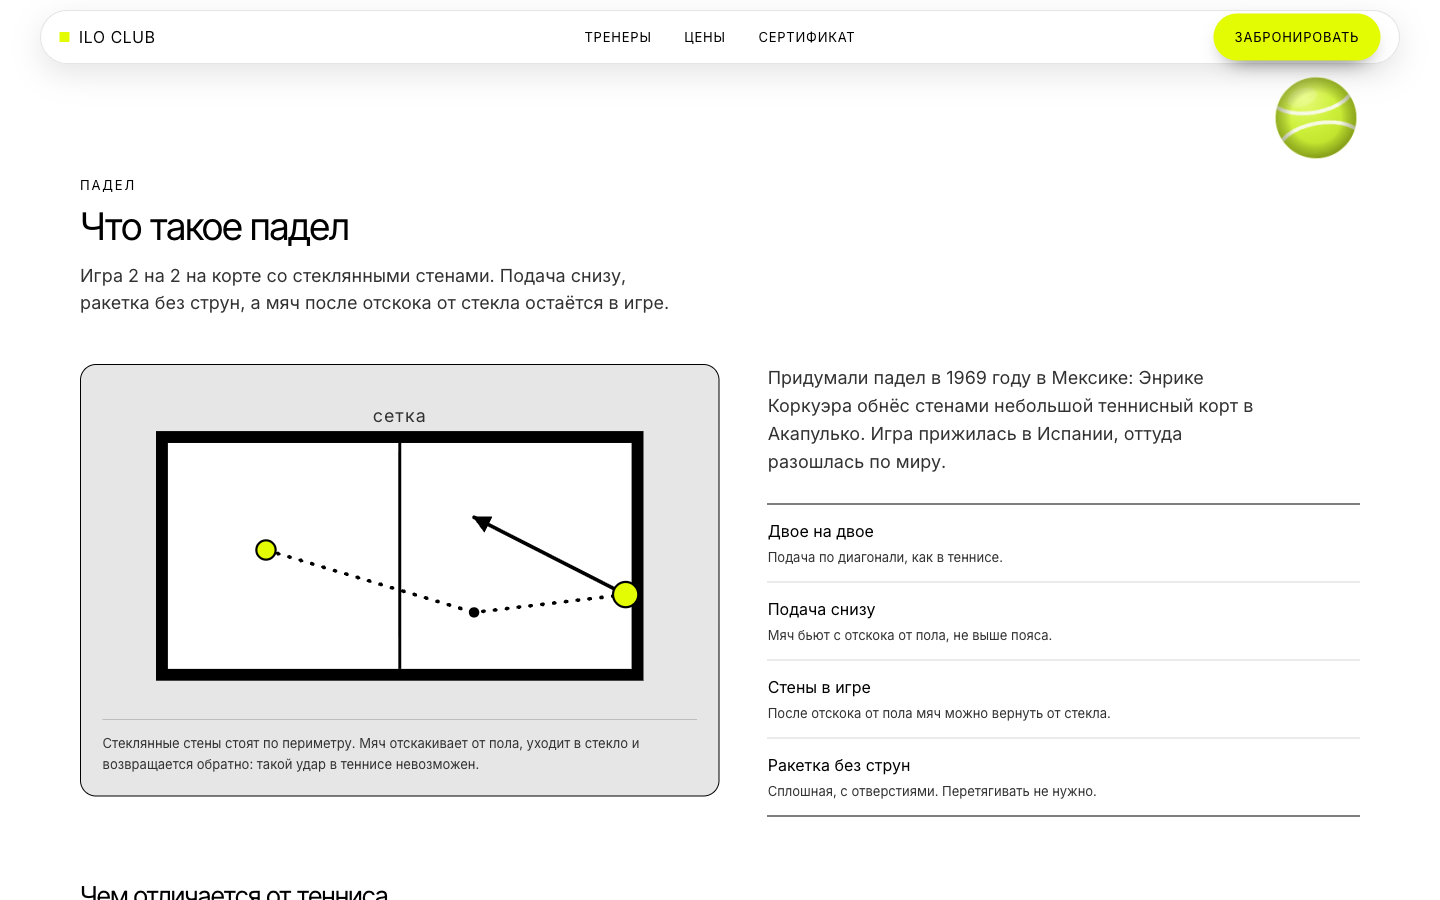 ILO CLUB
ТРЕНЕРЫ
ЦЕНЫ
СЕРТИФИКАТ
ЗАБРОНИРОВАТЬ
ПАДЕЛ
Что такое падел
Игра 2 на 2 на корте со стеклянными стенами. Подача снизу,
ракетка без струн, а мяч после отскока от стекла остаётся в игре.
сетка
Стеклянные стены стоят по периметру. Мяч отскакивает от пола, уходит в стекло и
возвращается обратно: такой удар в теннисе невозможен.
Придумали падел в 1969 году в Мексике: Энрике
Коркуэра обнёс стенами небольшой теннисный корт в
Акапулько. Игра прижилась в Испании, оттуда
разошлась по миру.
Двое на двое
Подача по диагонали, как в теннисе.
Подача снизу
Мяч бьют с отскока от пола, не выше пояса.
Стены в игре
После отскока от пола мяч можно вернуть от стекла.
Ракетка без струн
Сплошная, с отверстиями. Перетягивать не нужно.
Чем отличается от тенниса